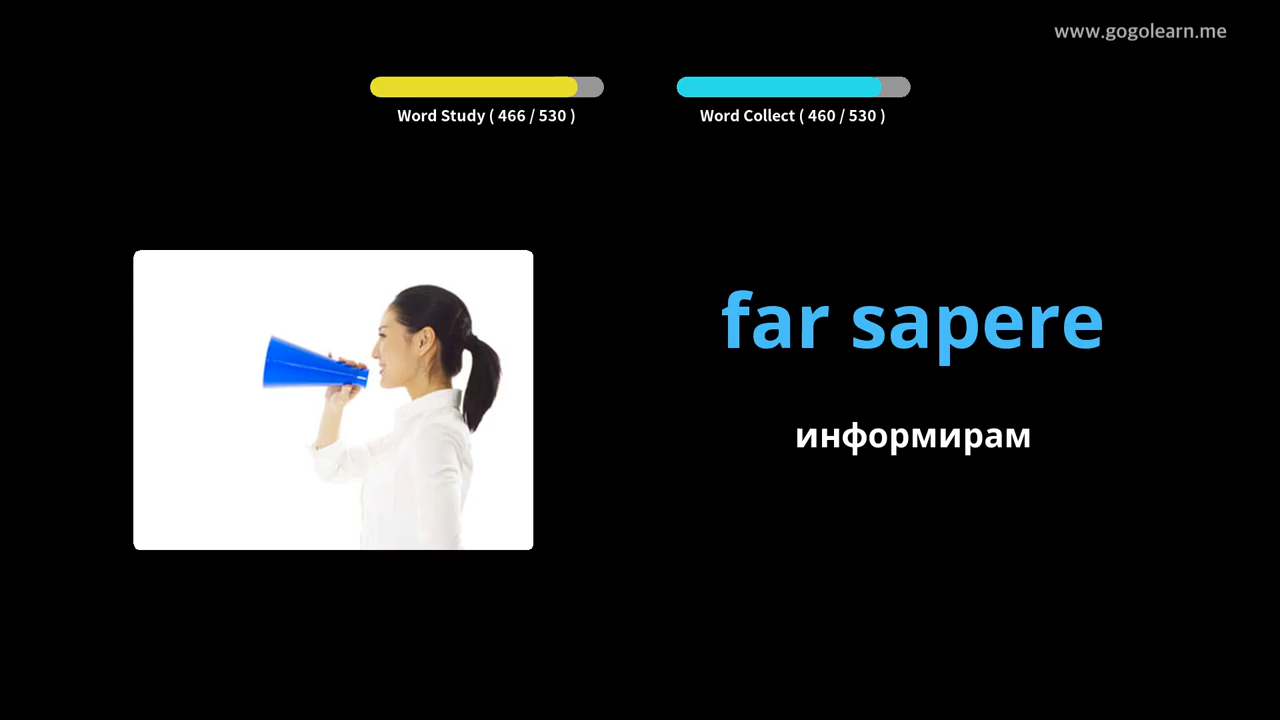 www.gogolearn.me
Word Study ( 466 / 530 )
Word Collect ( 460 / 530 )
far sapere
информирам